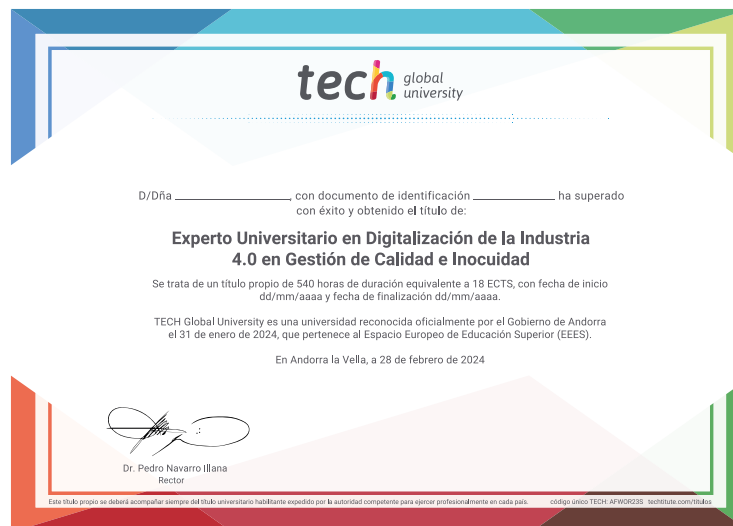 tech global university
D/Dña ______________, con documento de identificación __________ ha superado
con éxito y obtenido el título de:
Experto Universitario en Digitalización de la Industria
4.0 en Gestión de Calidad e Inocuidad
Se trata de un título propio de 540 horas de duración equivalente a 18 ECTS, con fecha de inicio
dd/mm/aaaa y fecha de finalización dd/mm/aaaa.
TECH Global University es una universidad reconocida oficialmente por el Gobierno de Andorra
el 31 de enero de 2024, que pertenece al Espacio Europeo de Educación Superior (EEES).
En Andorra la Vella, a 28 de febrero de 2024
Dr. Pedro Navarro Illana
Rector
Este título propio se deberá acompañar siempre del título universitario habilitante expedido por la autoridad competente para ejercer profesionalmente en cada país. código único TECH: AFWOR23S techtitute.com/titulos